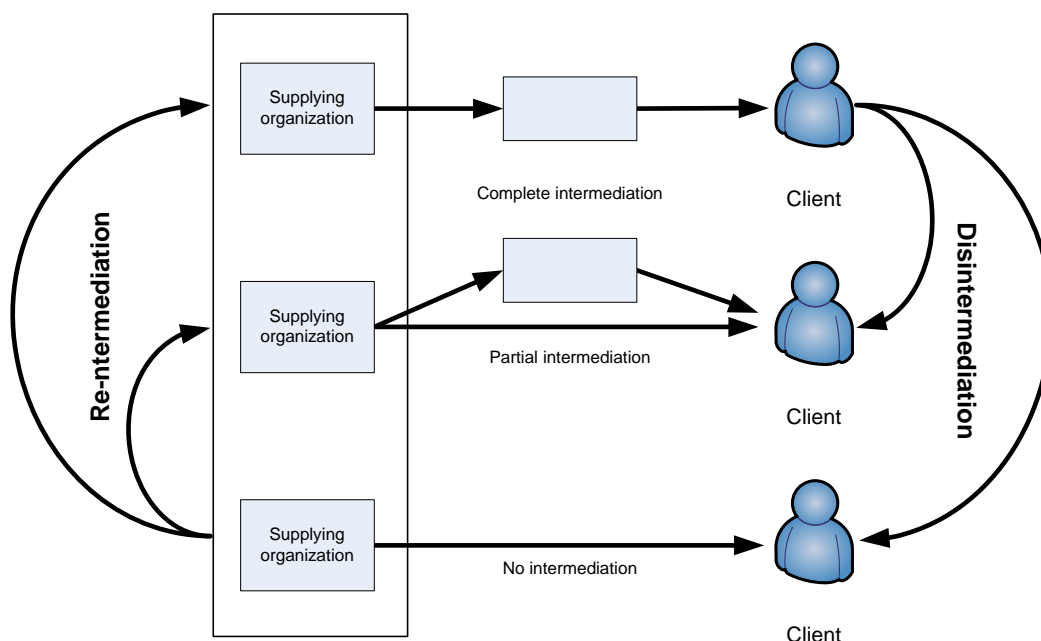 Supplying
organization
Complete intermediation
Client
Re-ntermediation
Disintermediation
Supplying
organization
Partial intermediation
Client
Supplying
organization
No intermediation
Client